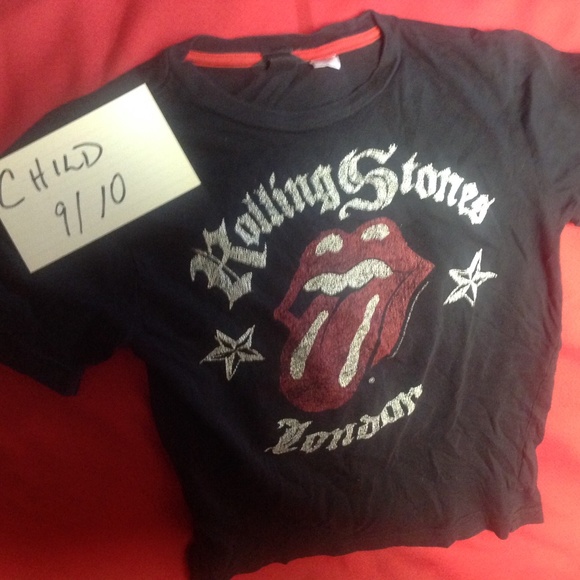 CHILD
9/10
Rolling Stones
London